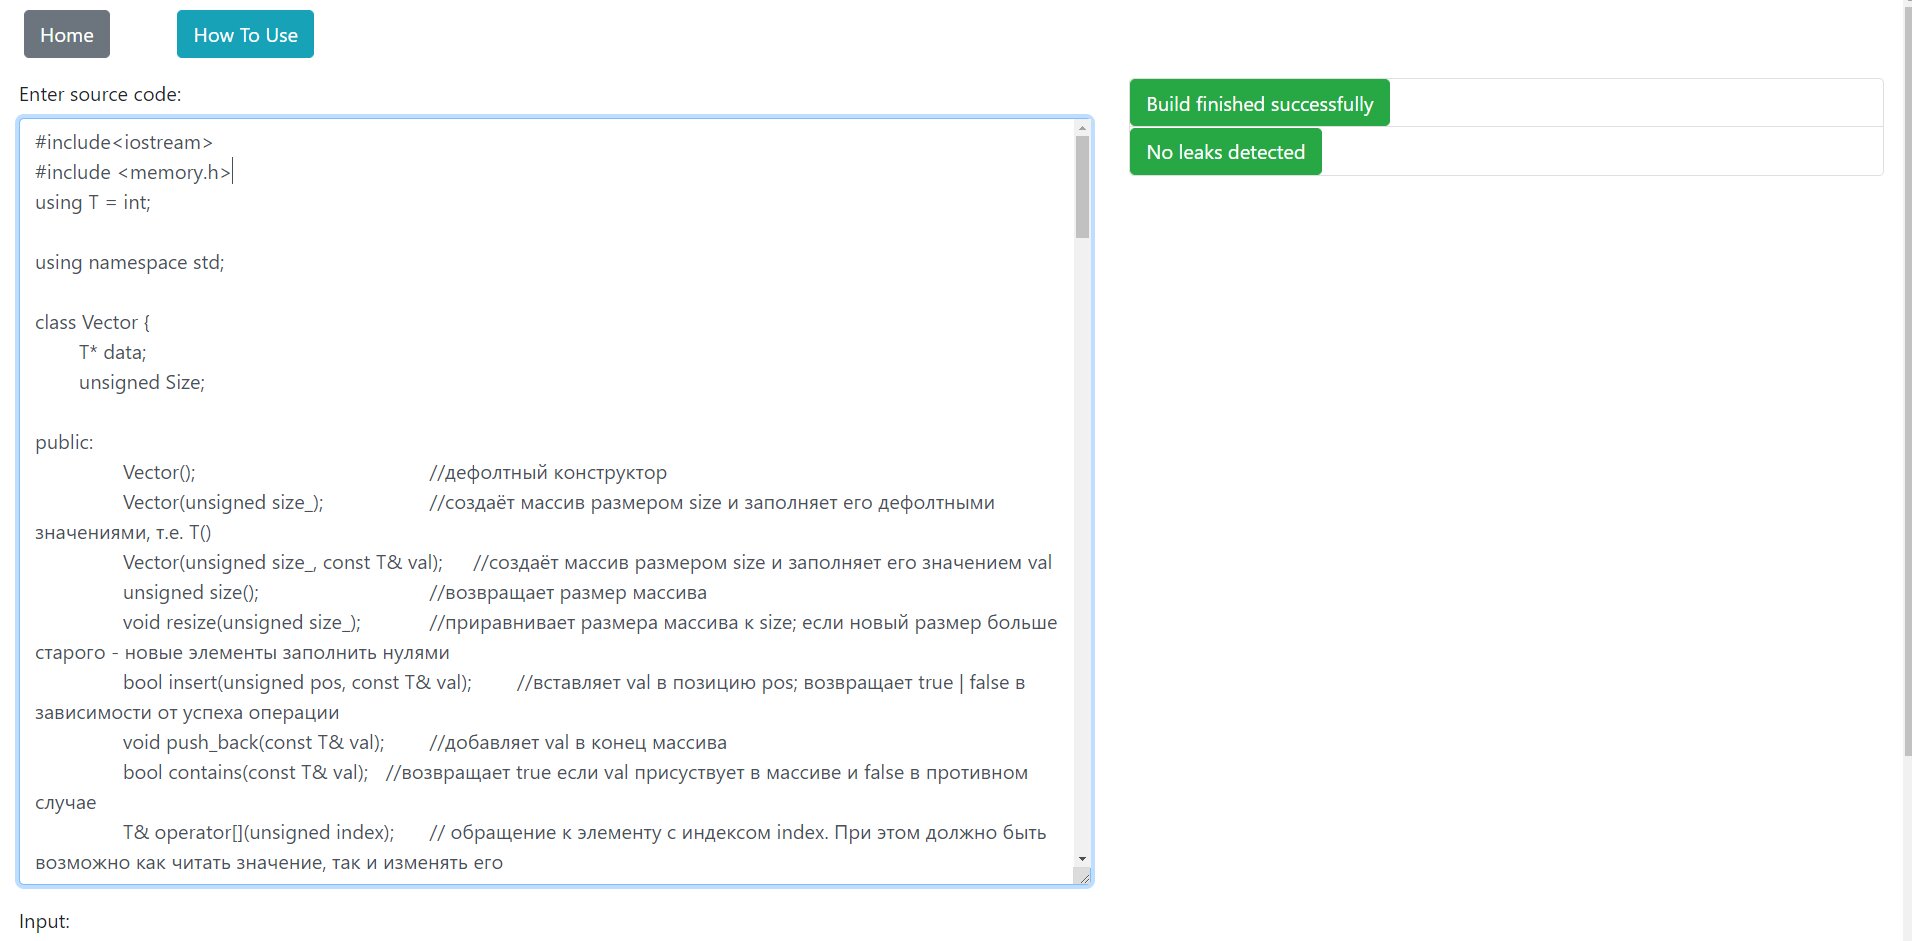 Home
How To Use
Enter source code:
#include<iostream>
#include <memory.h>
using T = int;
using namespace std;
class Vector {
T* data;
unsigned Size;
public:
Vector(); //дефолтный конструктор
Vector(unsigned size_); //создаёт массив размером size и заполняет его дефолтными
значениями, т.е. T()
Vector(unsigned size_, const T& val); //создаёт массив размером size и заполняет его значением val
unsigned size(); //возвращает размер массива
void resize(unsigned size_); //приравнивает размера массива к size; если новый размер больше
старого - новые элементы заполнить нулями
bool insert(unsigned pos, const T& val); //вставляет val в позицию pos; возвращает true | false в
зависимости от успеха операции
void push_back(const T& val); //добавляет val в конец массива
bool contains(const T& val); //возвращает true если val присуствует в массиве и false в противном
случае
T& operator[](unsigned index); // обращение к элементу с индексом index. При этом должно быть
возможно как читать значение, так и изменять его
Input:
Build finished successfully
No leaks detected